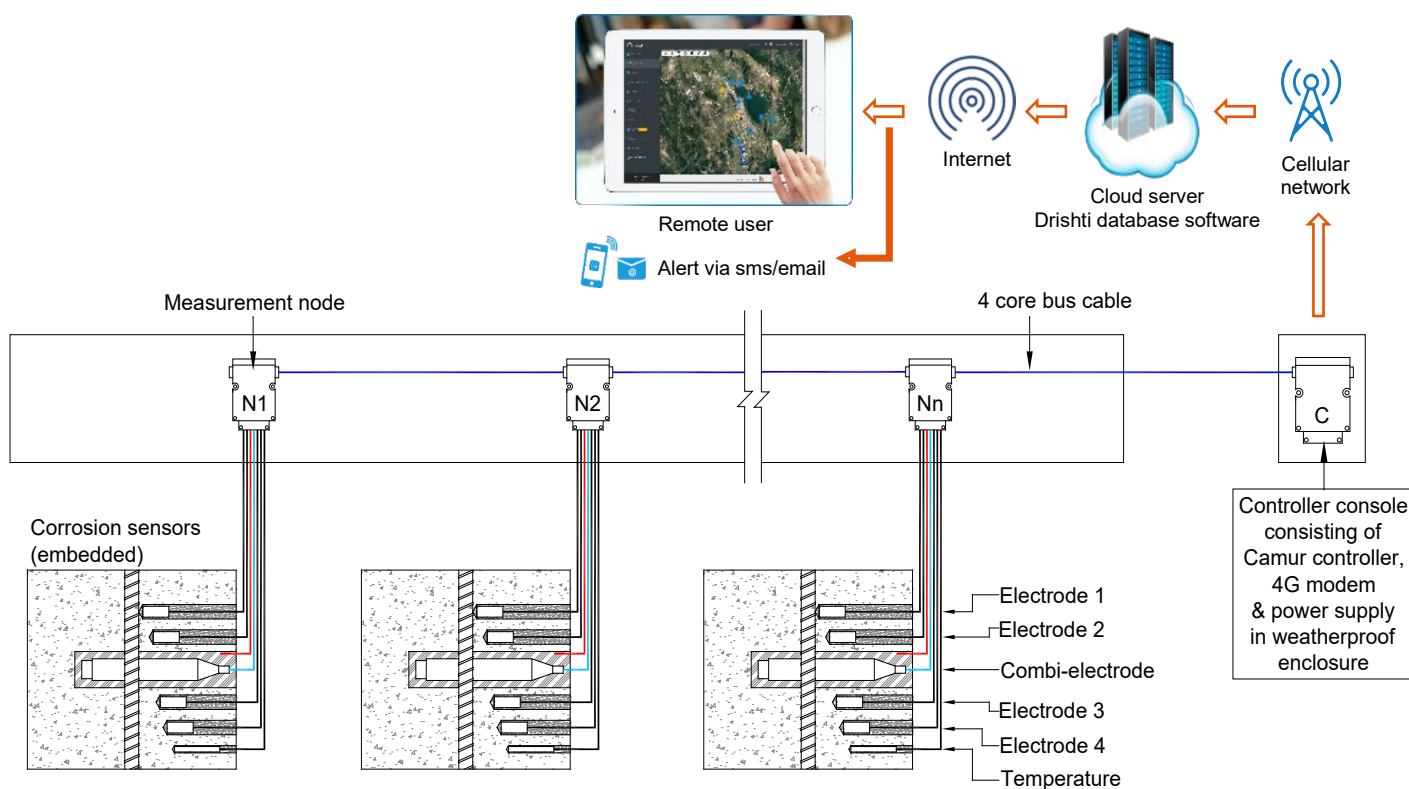 Internet
Cloud server
Drishti database software
Cellular
network
Remote user
Alert via sms/email
Measurement node
4 core bus cable
N1
N2
Nn
C
Controller console
consisting of
Camur controller,
4G modem
& power supply
in weatherproof
enclosure
Corrosion sensors
(embedded)
Electrode 1
Electrode 2
Combi-electrode
Electrode 3
Electrode 4
Temperature